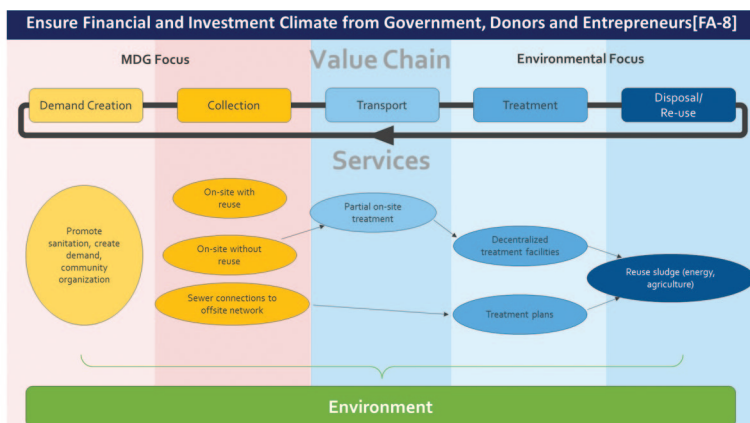 Ensure Financial and Investment Climate from Government, Donors and Entrepreneurs[FA-8]
MDG Focus
Value Chain
Environmental Focus
Demand Creation
Collection
Transport
Treatment
Disposal/
Re-use
Services
On-site with
reuse
Partial on-site
treatment
Promote
sanitation, create
demand,
community
organization
On-site without
reuse
Decentralized
treatment facilities
Reuse sludge (energy,
agriculture)
Sewer connections to
offsite network
Treatment plans
Environment